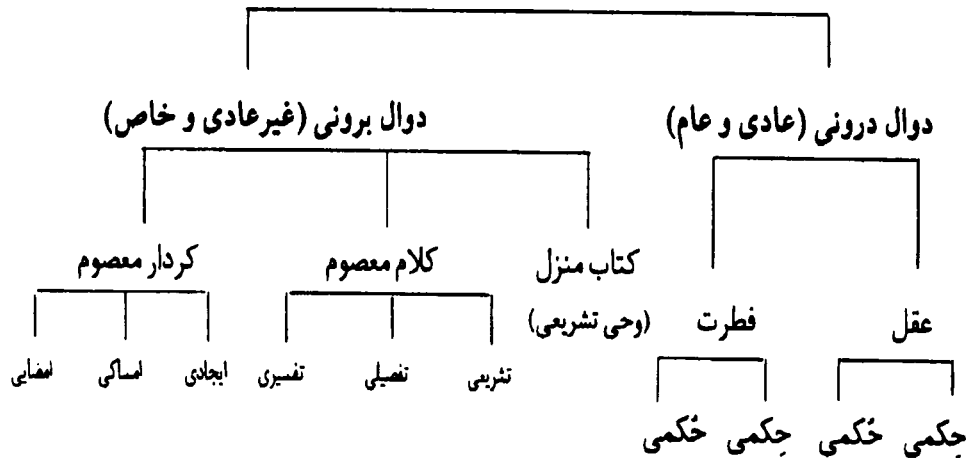 دوال درونی (عادی و عام) دوال برونی (غیرعادی و خاص)
کتاب منزل کلام معصوم کردار معصوم
عقل فطرت (وحی تشریعی)
تشریعی تفصیلی تفسیری ایجادی امساکی امضایی
حِکمی حُکمی حِکمی حُکمی